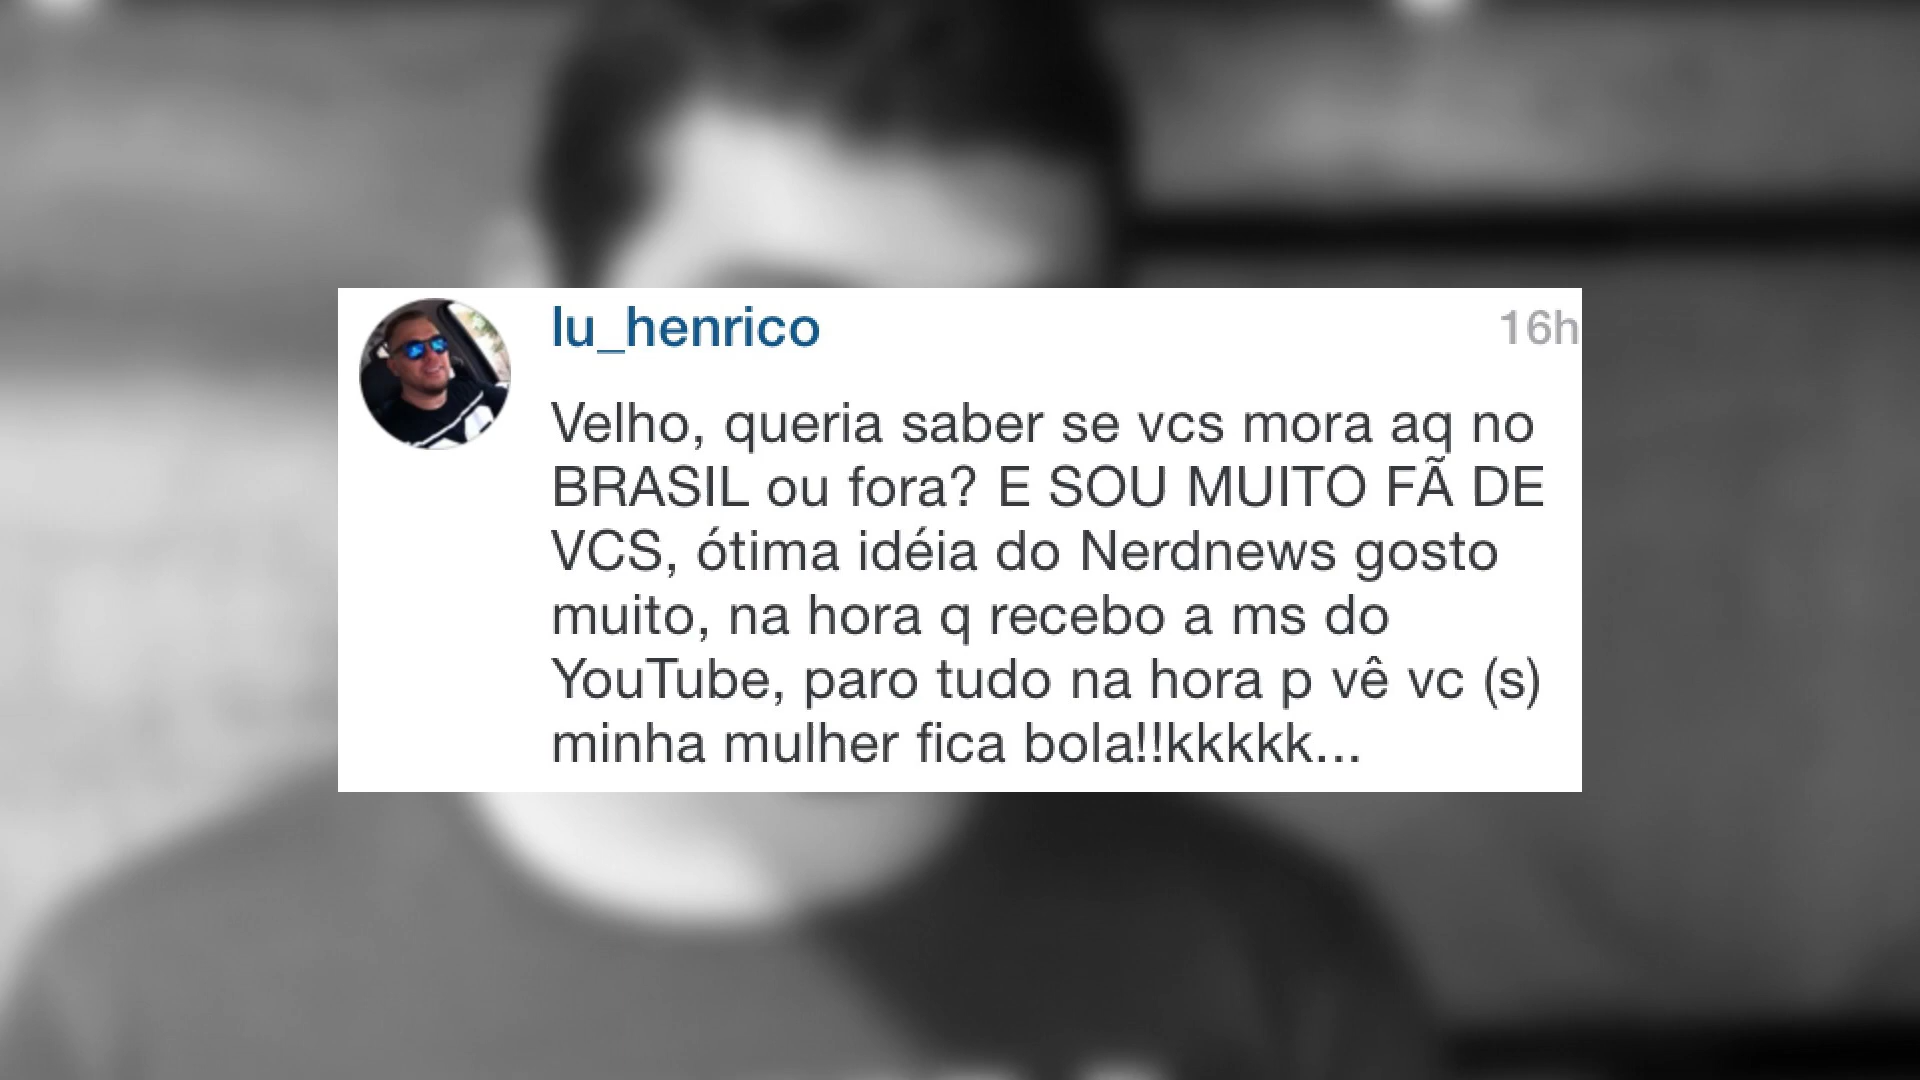 lu_henrico
16h
Velho, queria saber se vcs mora aq no
BRASIL ou fora? E SOU MUITO FÃ DE
VCS, ótima idéia do Nerdnews gosto
muito, na hora q recebo a ms do
YouTube, paro tudo na hora p vê vc (s)
minha mulher fica bola!!kkkkk...